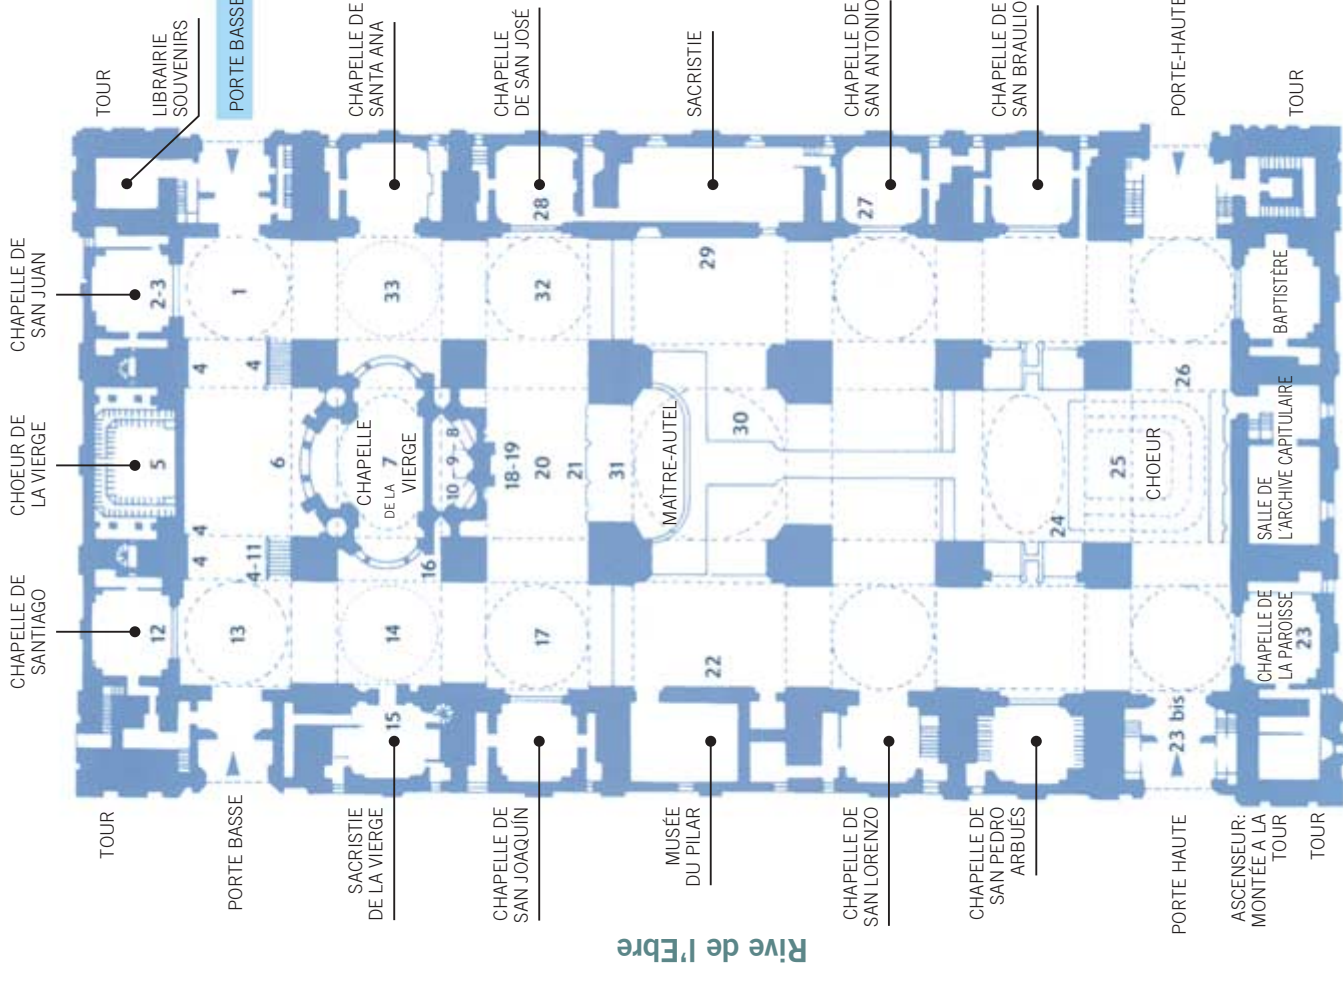 TOUR
LIBRAIRIE
SOUVENIRS
PORTE BASSE
CHAPELLE DE
SANTA ANA
CHAPELLE
DE SAN JOSÉ
SACRISTIE
CHAPELLE DE
SAN ANTONIO
CHAPELLE DE
SAN BRAULIO
PORTE-HAUTE
TOUR
28
27
29
CHAPELLE DE
SAN JUAN
2-3
1
33
32
BAPTISTÈRE
4
4
26
CHOEUR DE
LA VIERGE
5
6
CHAPELLE
DE LA 7
VIERGE
10 - 9 - 8
18-19
20
21
31
MAÎTRE-AUTEL
30
24
25
CHOEUR
SALLE DE
L'ARCHIVE CAPITULAIRE
4
4
4-11
16
CHAPELLE DE
SANTIAGO
12
13
14
17
22
CHAPELLE DE
LA PAROISSE
23
15
23 bis
TOUR
PORTE BASSE
SACRISTIE
DE LA VIERGE
CHAPELLE DE
SAN JOAQUIN
MUSÉE
DU PILAR
CHAPELLE DE
SAN LORENZO
CHAPELLE DE
SAN PEDRO
ARBUÉS
PORTE HAUTE
ASCENSEUR:
MONTÉE A LA
TOUR
TOUR
Rive de l'Ebre